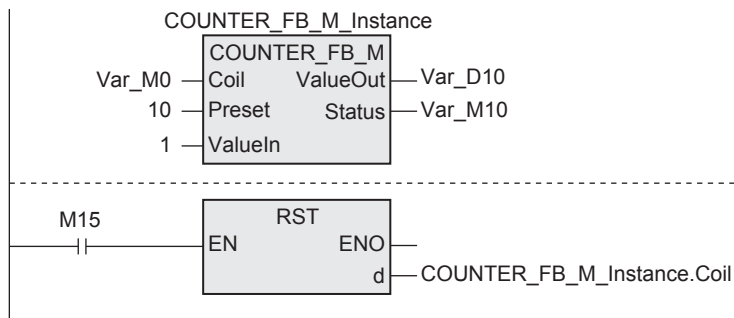 COUNTER_FB_M_Instance
COUNTER_FB_M
Var_M0 Coil ValueOut Var_D10
10 Preset Status Var_M10
1 ValueIn
M15 RST
EN ENO
d COUNTER_FB_M_Instance.Coil